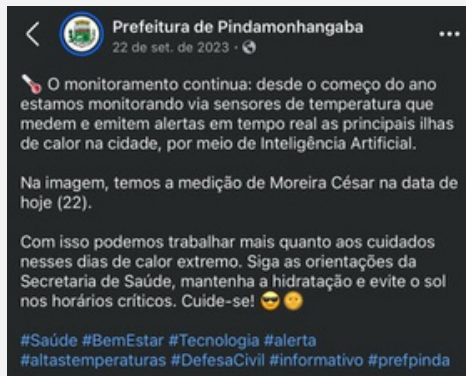 Prefeitura de Pindamonhangaba
22 de set. de 2023 ·
🌡️ O monitoramento continua: desde o começo do ano
estamos monitorando via sensores de temperatura que
medem e emitem alertas em tempo real as principais ilhas
de calor na cidade, por meio de Inteligência Artificial.
Na imagem, temos a medição de Moreira César na data de
hoje (22).
Com isso podemos trabalhar mais quanto aos cuidados
nesses dias de calor extremo. Siga as orientações da
Secretaria de Saúde, mantenha a hidratação e evite o sol
nos horários críticos. Cuide-se! 😎🌞
#Saúde #BemEstar #Tecnologia #alerta
#altastemperaturas #DefesaCivil #informativo #prefpinda